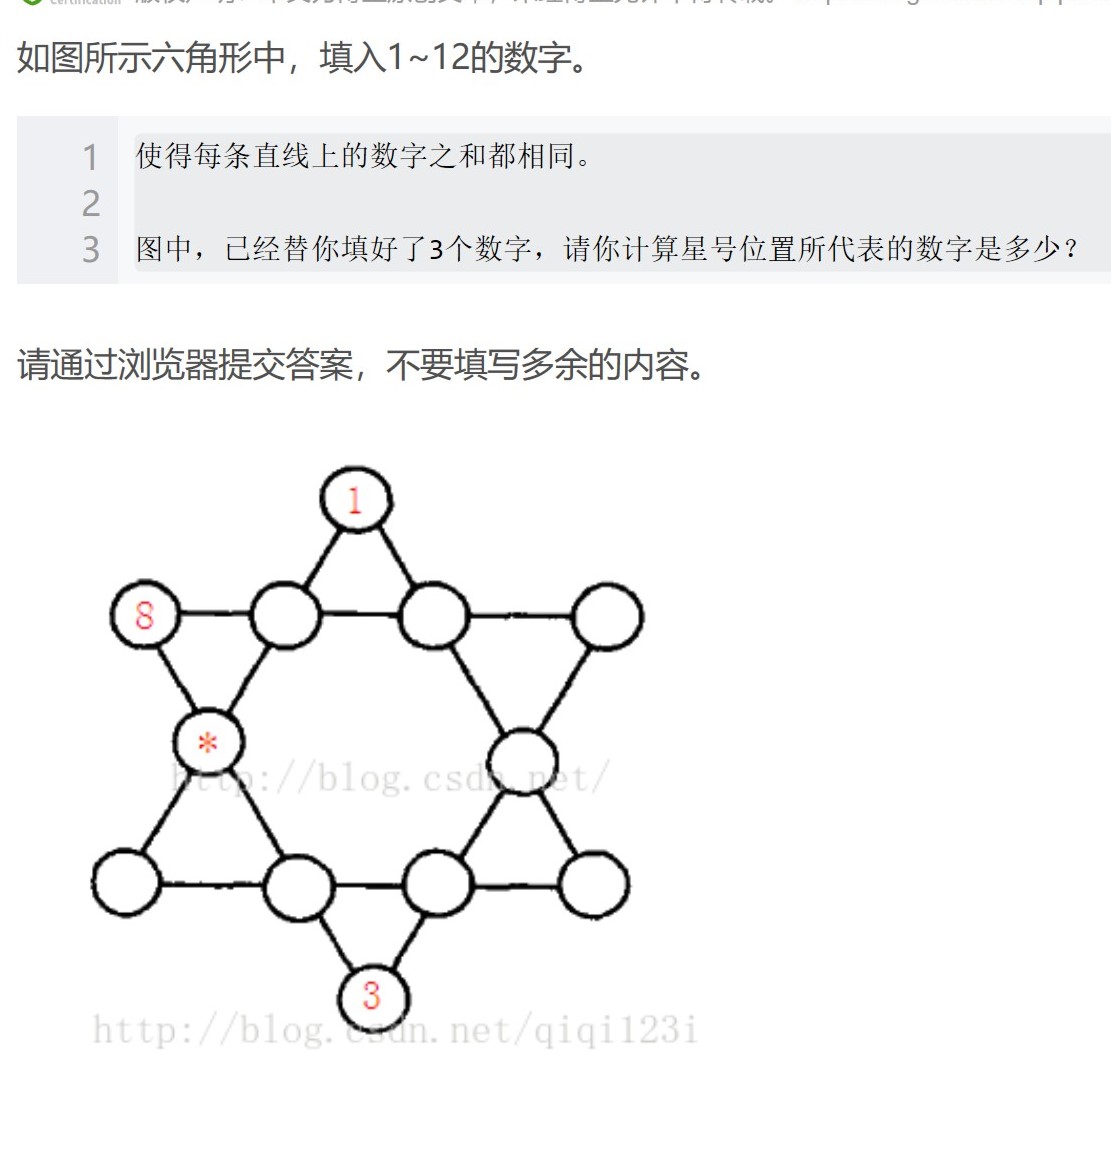 certification
如图所示六角形中，填入1~12的数字。
1 使得每条直线上的数字之和都相同。
2
3 图中，已经替你填好了3个数字，请你计算星号位置所代表的数字是多少？
请通过浏览器提交答案，不要填写多余的内容。
1
8
*
http://blog.csdn.net/
3
http://blog.csdn.net/qiqi123i